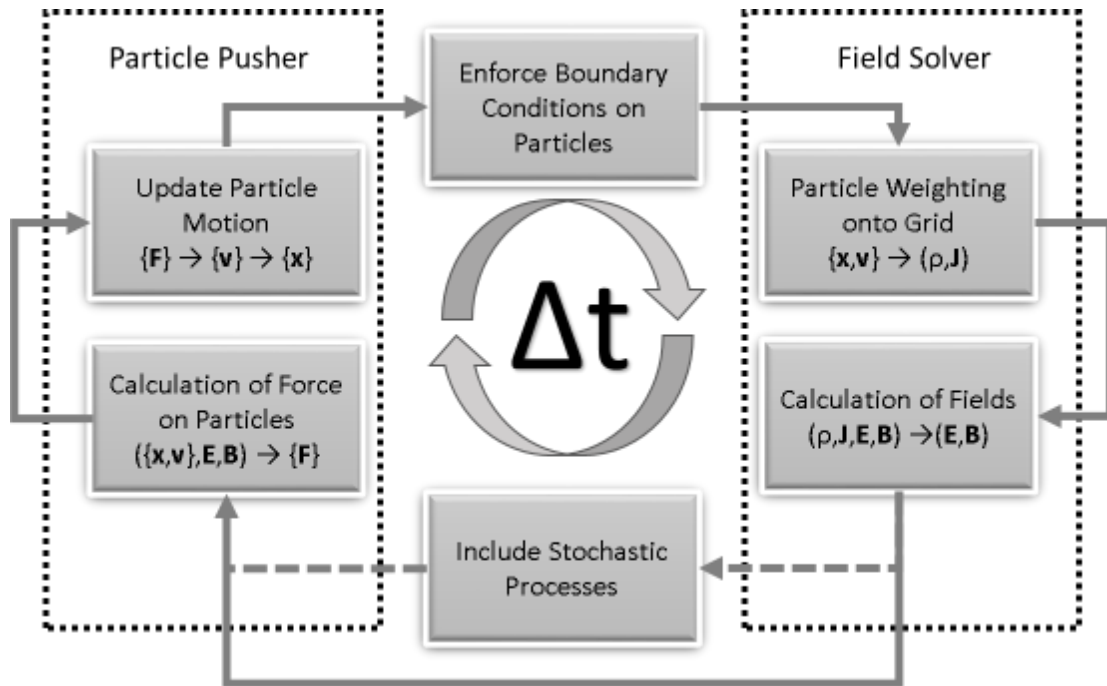 Particle Pusher
Enforce Boundary
Conditions on
Particles
Field Solver
Update Particle
Motion
{F} → {v} → {x}
Particle Weighting
onto Grid
{x,v} → (ρ,J)
Δt
Calculation of Force
on Particles
({x,v},E,B) → {F}
Calculation of Fields
(ρ,J,E,B) →(E,B)
Include Stochastic
Processes